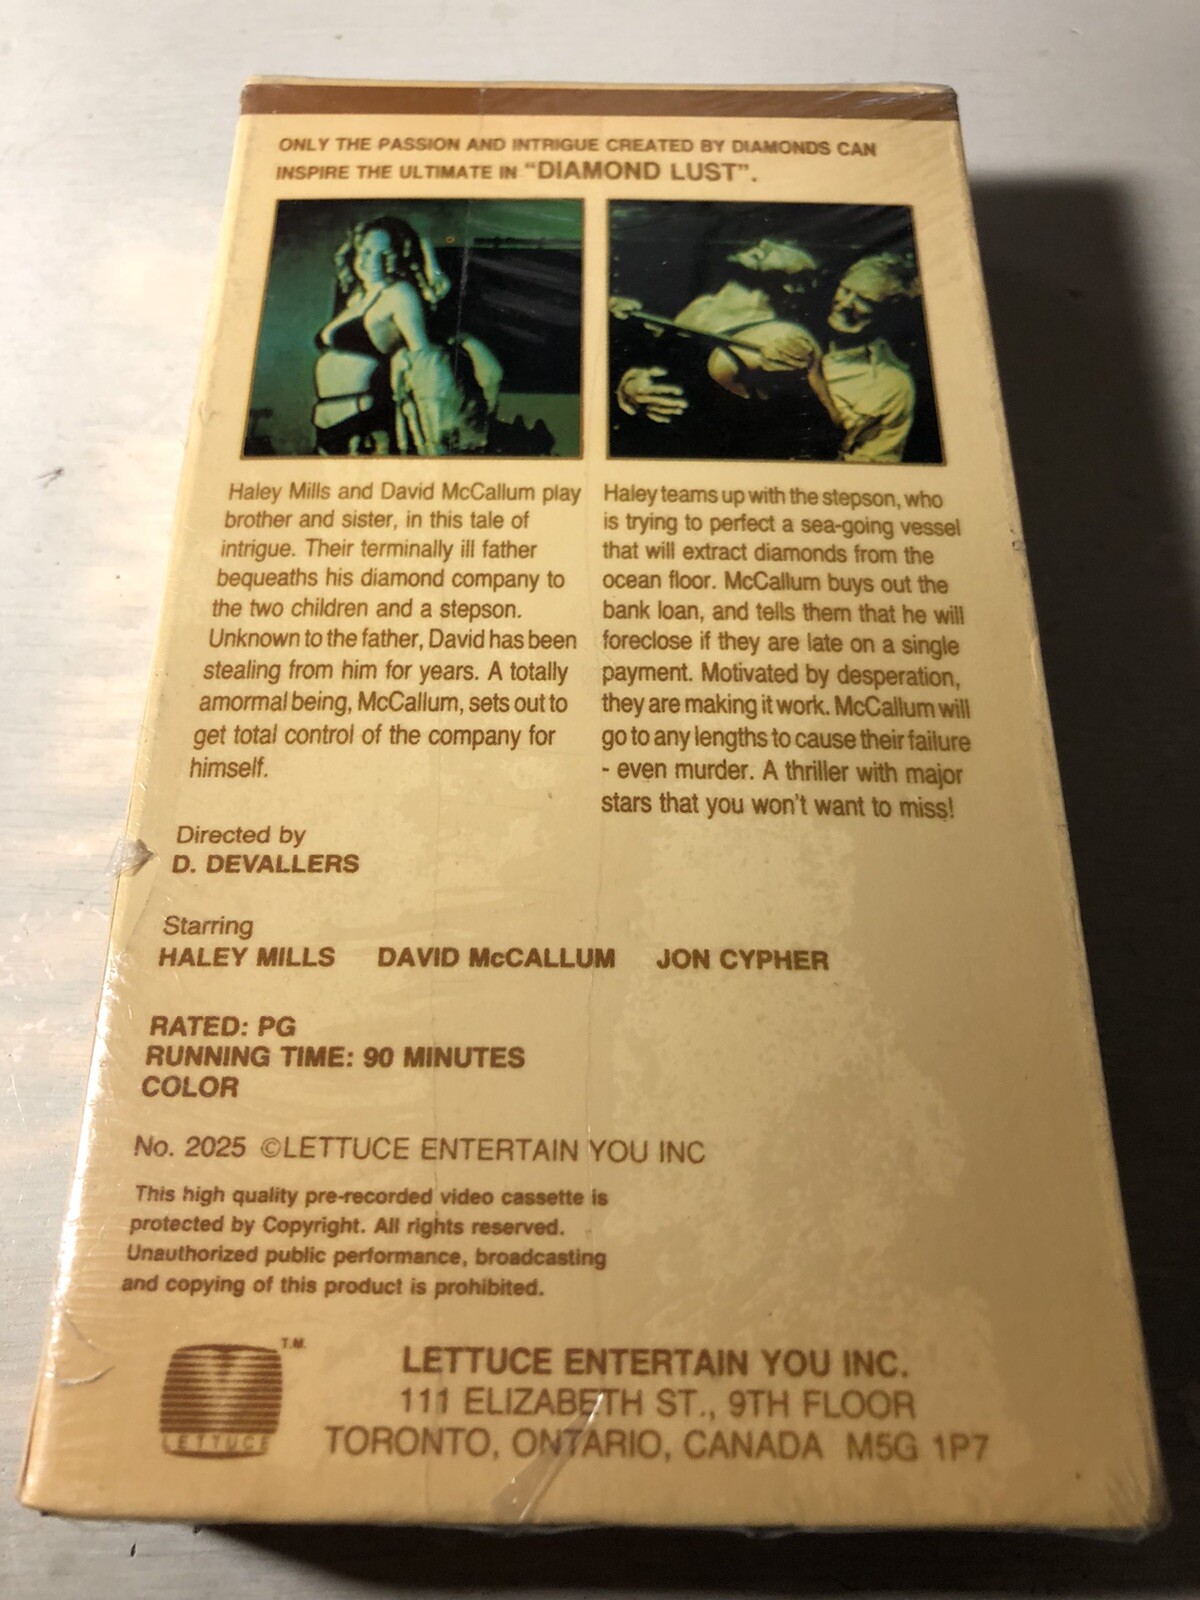 ONLY THE PASSION AND INTRIGUE CREATED BY DIAMONDS CAN
INSPIRE THE ULTIMATE IN "DIAMOND LUST".
Haley Mills and David McCallum play
brother and sister, in this tale of
intrigue. Their terminally ill father
bequeaths his diamond company to
the two children and a stepson.
Unknown to the father, David has been
stealing from him for years. A totally
amormal being, McCallum, sets out to
get total control of the company for
himself.
Haley teams up with the stepson, who
is trying to perfect a sea-going vessel
that will extract diamonds from the
ocean floor. McCallum buys out the
bank loan, and tells them that he will
foreclose if they are late on a single
payment. Motivated by desperation,
they are making it work. McCallum will
go to any lengths to cause their failure
- even murder. A thriller with major
stars that you won't want to miss!
Directed by
D. DEVALLERS
Starring
HALEY MILLS DAVID McCALLUM JON CYPHER
RATED: PG
RUNNING TIME: 90 MINUTES
COLOR
No. 2025 ©LETTUCE ENTERTAIN YOU INC
This high quality pre-recorded video cassette is
protected by Copyright. All rights reserved.
Unauthorized public performance, broadcasting
and copying of this product is prohibited.
T.M.
LETTUCE
LETTUCE ENTERTAIN YOU INC.
111 ELIZABETH ST., 9TH FLOOR
TORONTO, ONTARIO, CANADA M5G 1P7